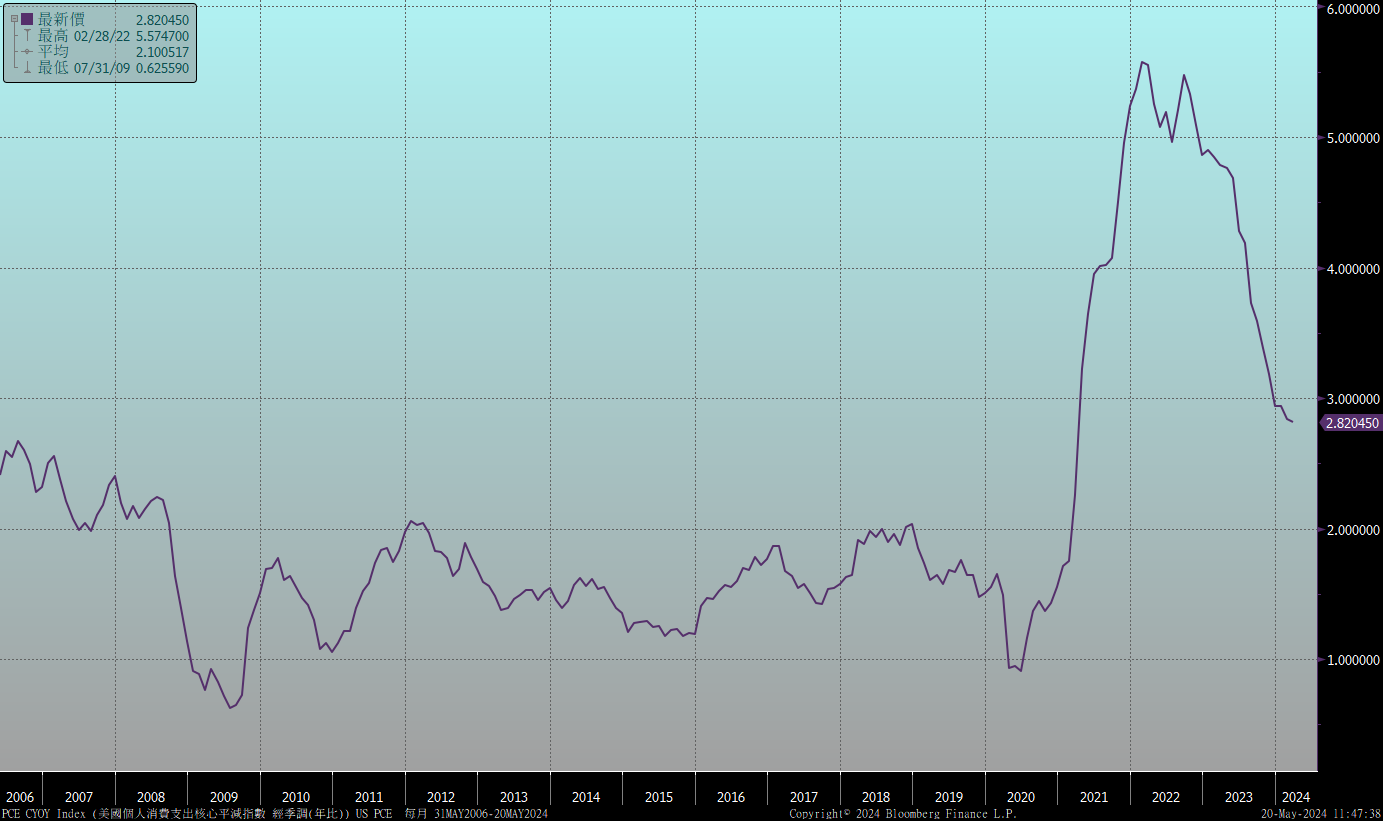 最新價 2.820450
最高 02/28/22 5.574700
平均 2.100517
最低 07/31/09 0.625590
6.000000
5.000000
4.000000
3.000000
2.820450
2.000000
1.000000
2006 2007 2008 2009 2010 2011 2012 2013 2014 2015 2016 2017 2018 2019 2020 2021 2022 2023 2024
PCE CYOY Index (美國個人消費支出核心平減指數 經季調(年比)) US PCE 每月 31MAY2006-20MAY2024 Copyright© 2024 Bloomberg Finance L.P. 20-May-2024 11:47:38